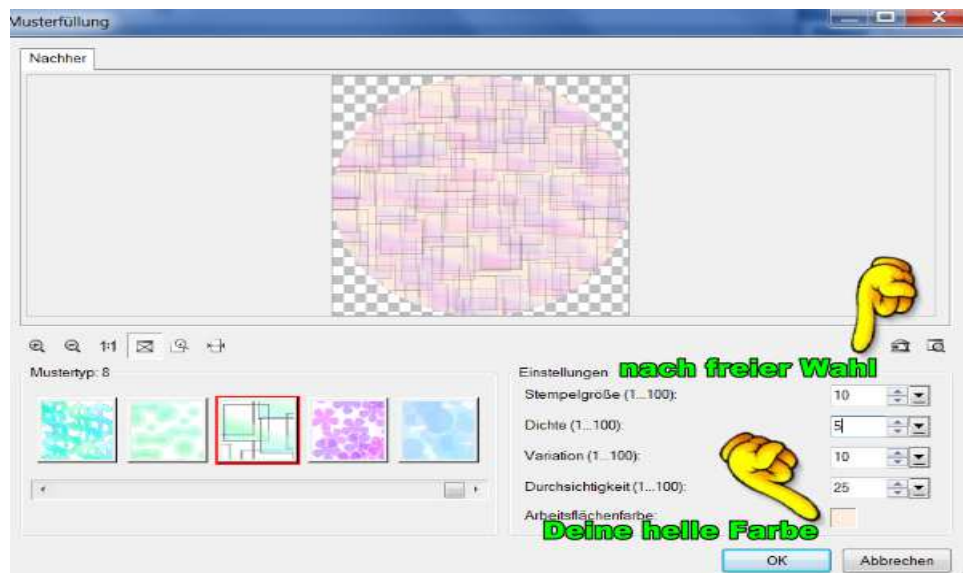 Musterfüllung
Nachher
1:1
nach freier Wahl
Mustertyp: 8
Einstellungen
Stempelgröße (1...100): 10
Dichte (1...100): 5
Variation (1...100): 10
Durchsichtigkeit (1...100): 25
Arbeitsflächenfarbe:
Deine helle Farbe
OK Abbrechen